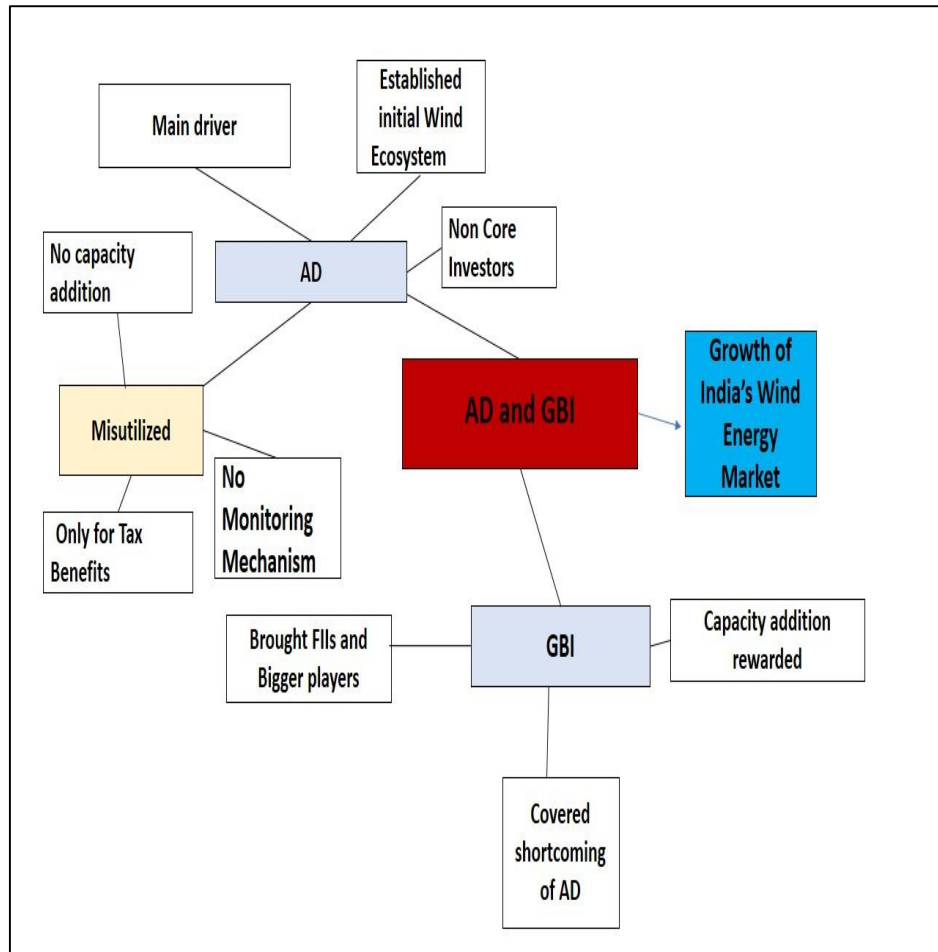 Established
initial Wind
Ecosystem
Main driver
Non Core
Investors
No capacity
addition
AD
Growth of
India's Wind
Energy
Market
AD and GBI
Misutilized
No
Monitoring
Mechanism
Only for Tax
Benefits
Brought FIIs and
Bigger players
GBI
Capacity addition
rewarded
Covered
shortcoming
of AD